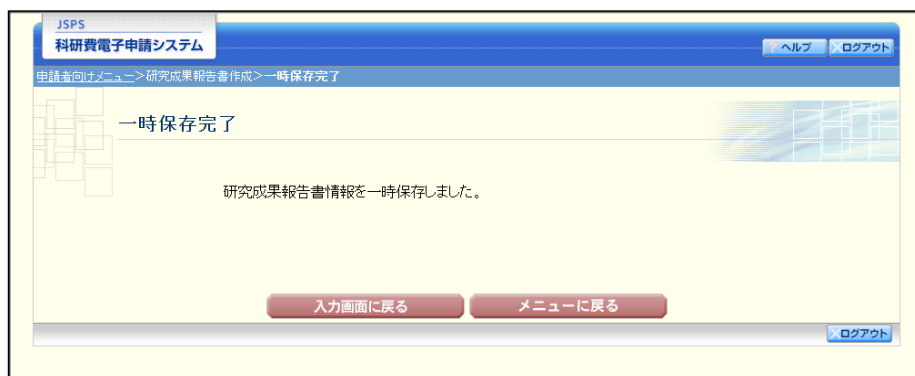 JSPS
科研費電子申請システム
? ヘルプ
ログアウト
申請者向けメニュー>研究成果報告書作成>一時保存完了
一時保存完了
研究成果報告書情報を一時保存しました。
入力画面に戻る
メニューに戻る
ログアウト